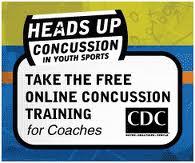 HEADS UP
CONCUSSION
IN YOUTH SPORTS
TAKE THE FREE
ONLINE CONCUSSION
TRAINING
for Coaches
CDC